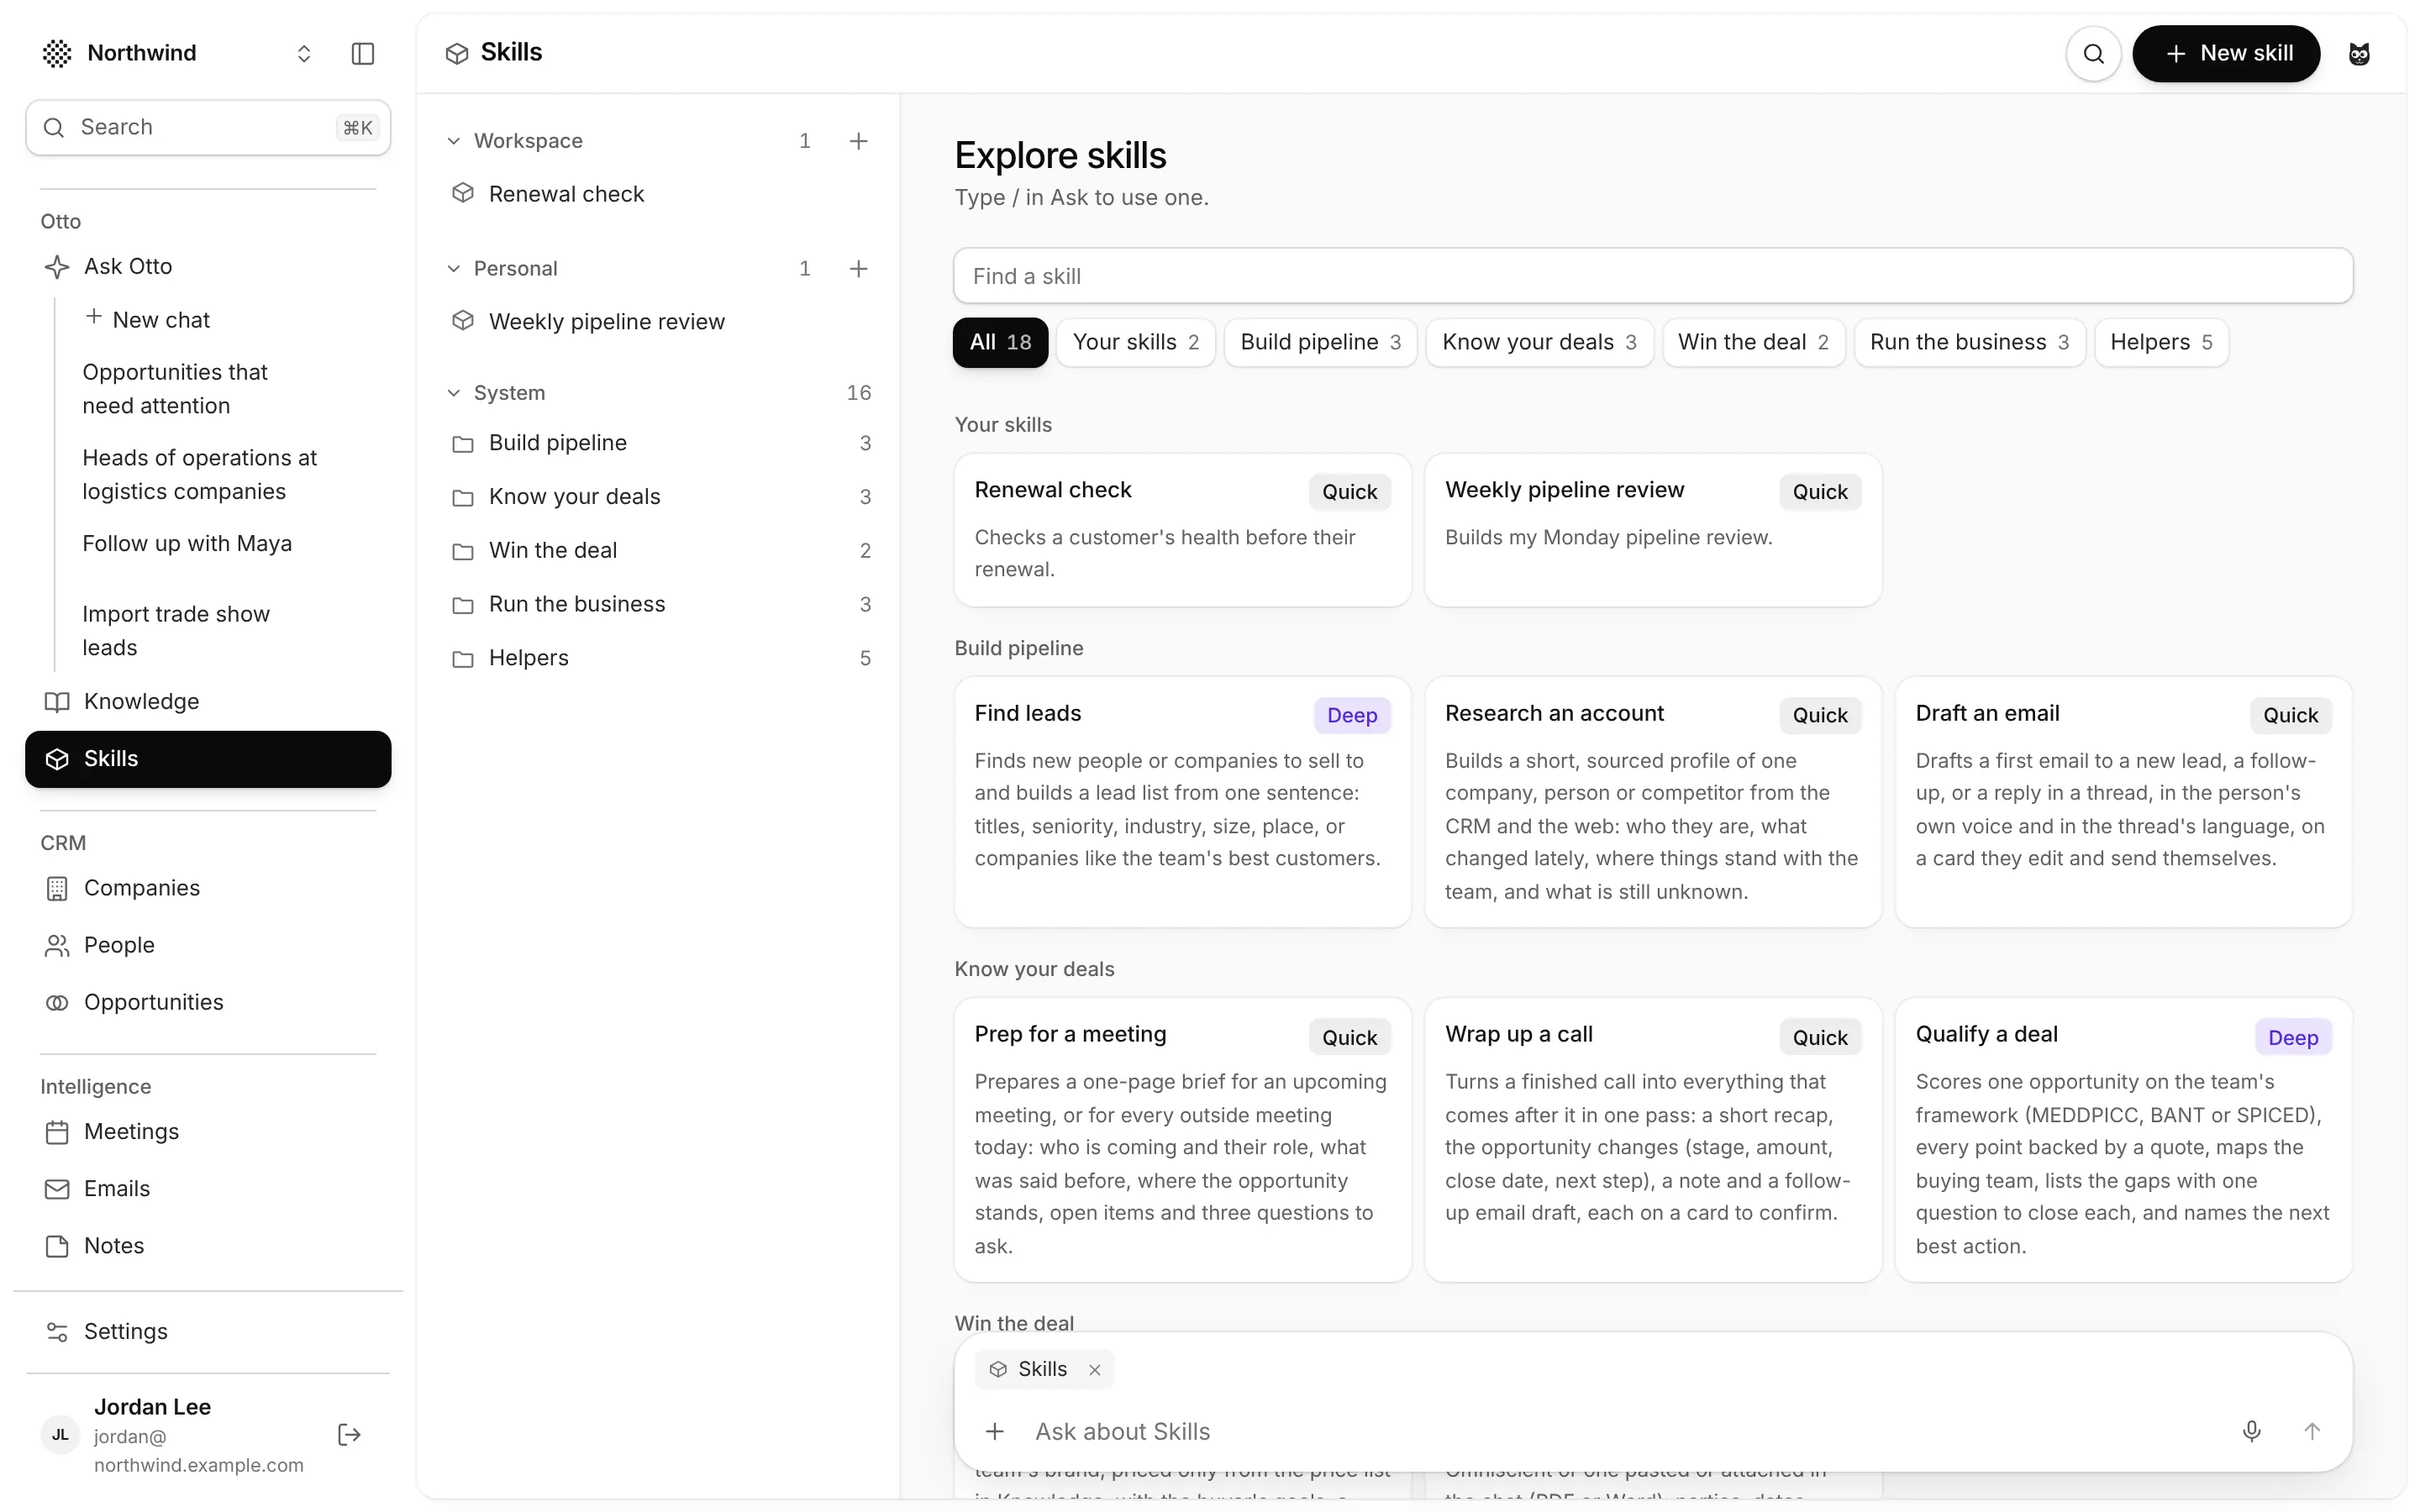 Northwind
Search ⌘K
Otto
Ask Otto
New chat
Opportunities that
need attention
Heads of operations at
logistics companies
Follow up with Maya
Import trade show
leads
Knowledge
Skills
CRM
Companies
People
Opportunities
Intelligence
Meetings
Emails
Notes
Settings
JL
Jordan Lee
jordan@
northwind.example.com
Skills
New skill
Workspace 1
Renewal check
Personal 1
Weekly pipeline review
System 16
Build pipeline 3
Know your deals 3
Win the deal 2
Run the business 3
Helpers 5
Explore skills
Type / in Ask to use one.
Find a skill
All 18 Your skills 2 Build pipeline 3 Know your deals 3 Win the deal 2 Run the business 3 Helpers 5
Your skills
Renewal check Quick
Checks a customer's health before their
renewal.
Weekly pipeline review Quick
Builds my Monday pipeline review.
Build pipeline
Find leads Deep
Finds new people or companies to sell to
and builds a lead list from one sentence:
titles, seniority, industry, size, place, or
companies like the team's best customers.
Research an account Quick
Builds a short, sourced profile of one
company, person or competitor from the
CRM and the web: who they are, what
changed lately, where things stand with the
team, and what is still unknown.
Draft an email Quick
Drafts a first email to a new lead, a follow-
up, or a reply in a thread, in the person's
own voice and in the thread's language, on
a card they edit and send themselves.
Know your deals
Prep for a meeting Quick
Prepares a one-page brief for an upcoming
meeting, or for every outside meeting
today: who is coming and their role, what
was said before, where the opportunity
stands, open items and three questions to
ask.
Wrap up a call Quick
Turns a finished call into everything that
comes after it in one pass: a short recap,
the opportunity changes (stage, amount,
close date, next step), a note and a follow-
up email draft, each on a card to confirm.
Qualify a deal Deep
Scores one opportunity on the team's
framework (MEDDPICC, BANT or SPICED),
every point backed by a quote, maps the
buying team, lists the gaps with one
question to close each, and names the next
best action.
Win the deal
Skills
Ask about Skills
team's brand, priced only from the price list
Omniscient or one pasted or attached in